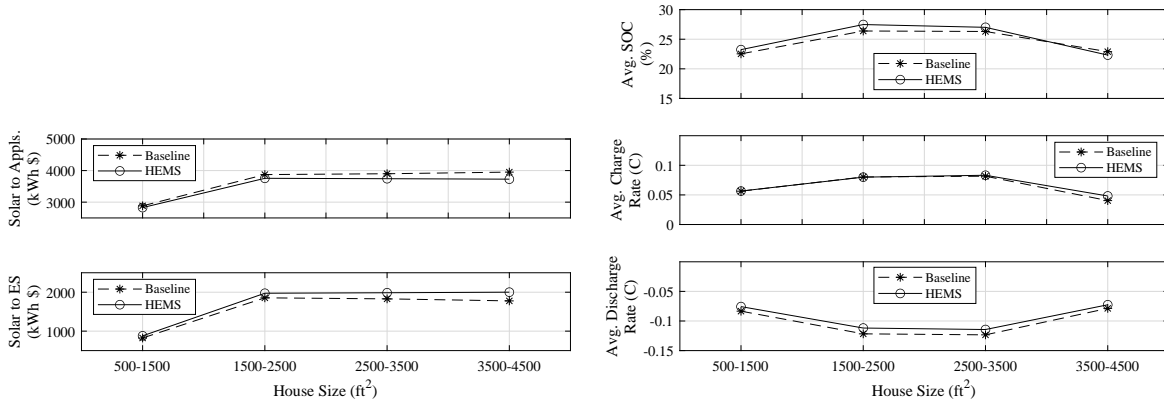 5000
4000
3000
Solar to Appls.
(kWh $)
Baseline
HEMS
2000
1000
Solar to ES
(kWh $)
Baseline
HEMS
500-1500 1500-2500 2500-3500 3500-4500
House Size (ft²)
30
25
20
15
Avg. SOC
(%)
Baseline
HEMS
0.1
0.05
0
Avg. Charge
Rate (C)
Baseline
HEMS
-0.05
-0.1
-0.15
Avg. Discharge
Rate (C)
Baseline
HEMS
500-1500 1500-2500 2500-3500 3500-4500
House Size (ft²)